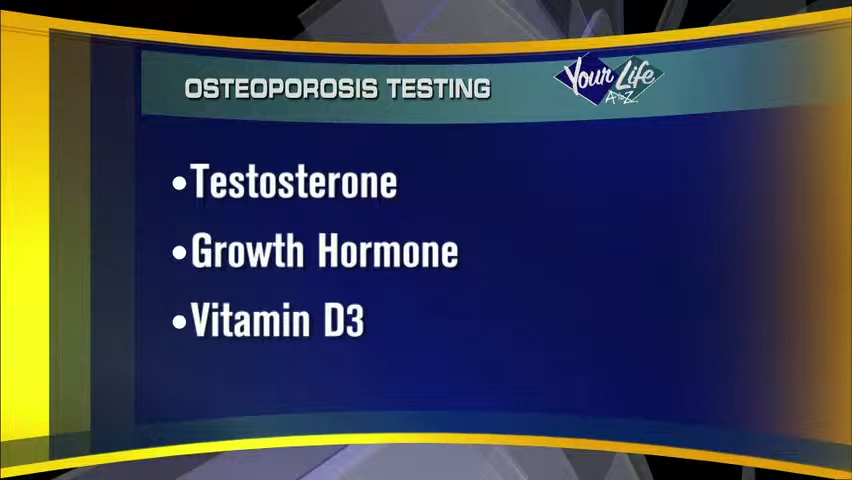 OSTEOPOROSIS TESTING
Your Life
A to Z
•Testosterone
•Growth Hormone
•Vitamin D3